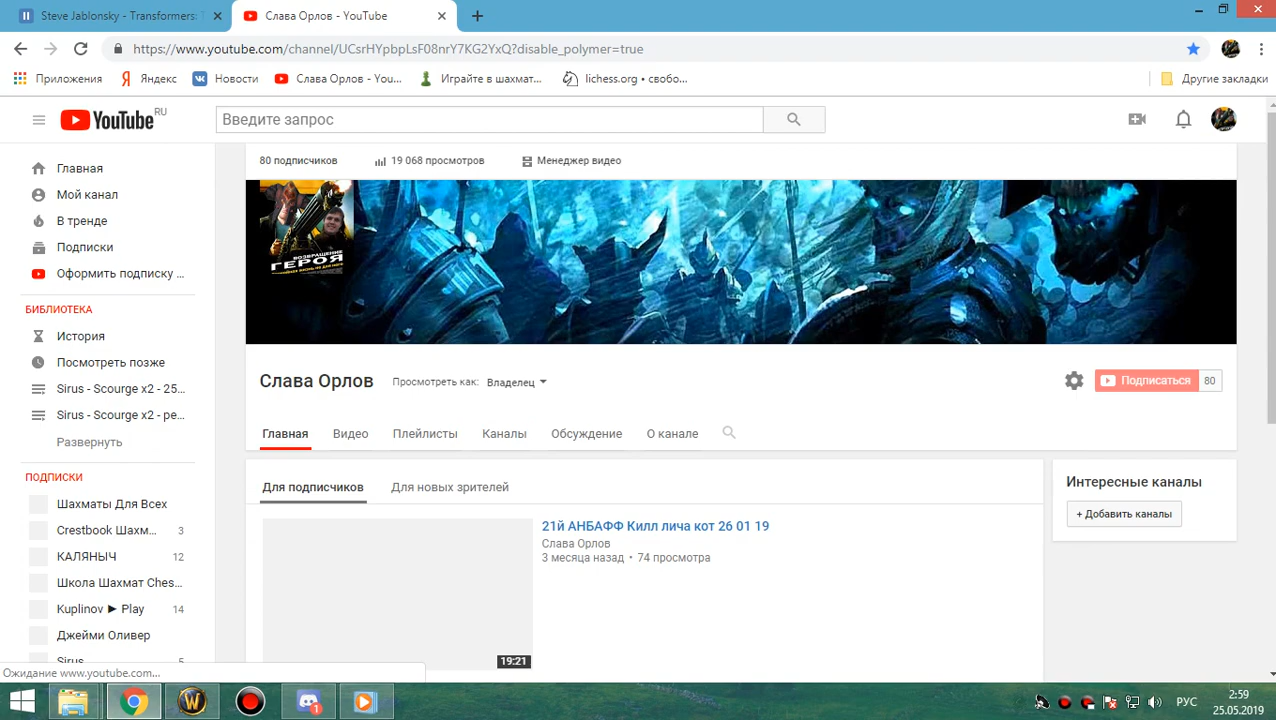 Steve Jablonsky - Transformers: T
Слава Орлов - YouTube
https://www.youtube.com/channel/UCsrHYpbpLsF08nrY7KG2YxQ?disable_polymer=true
Приложения
Яндекс
Новости
Слава Орлов - You...
Играйте в шахмат...
lichess.org • свобо...
Другие закладки
YouTube RU
Введите запрос
80 подписчиков
19 068 просмотров
Менеджер видео
Главная
Мой канал
В тренде
Подписки
Оформить подписку ...
БИБЛИОТЕКА
История
Посмотреть позже
Sirus - Scourge x2 - 25...
Sirus - Scourge x2 - ре...
Развернуть
ПОДПИСКИ
Шахматы Для Всех
Crestbook Шахм... 3
КАЛЯНЫЧ 12
Школа Шахмат Ches...
Kuplinov ► Play 14
Джейми Оливер
Sirus 5
ВОЗВРАЩЕНИЕ
ГЕРОЯ
Слава Орлов
Просмотреть как: Владелец
Подписаться 80
Главная
Видео
Плейлисты
Каналы
Обсуждение
О канале
Для подписчиков
Для новых зрителей
21й АНБАФФ Килл лича кот 26 01 19
Слава Орлов
3 месяца назад • 74 просмотра
19:21
Интересные каналы
+ Добавить каналы
Ожидание www.youtube.com...
1
РУС
2:59
25.05.2019